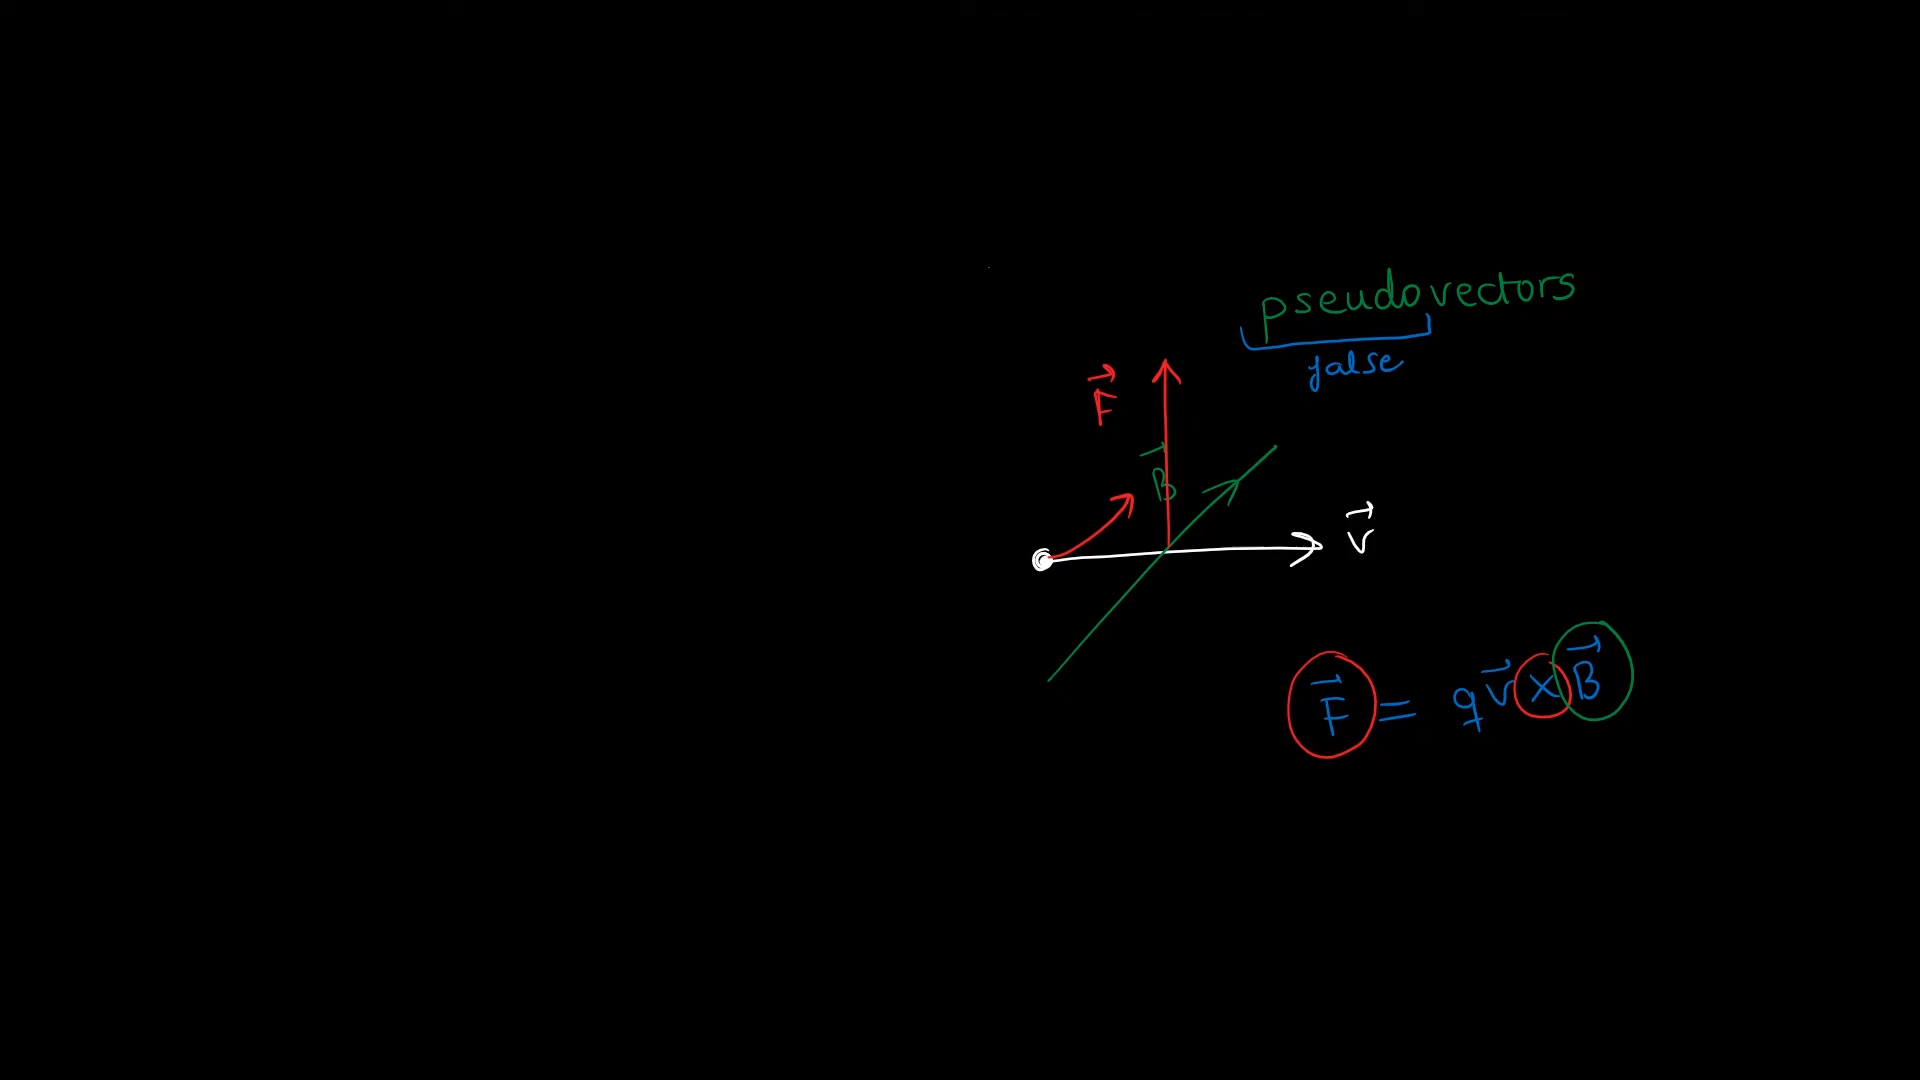 pseudovectors
false
F⃗
B⃗
v⃗
F⃗ = qv⃗ × B⃗